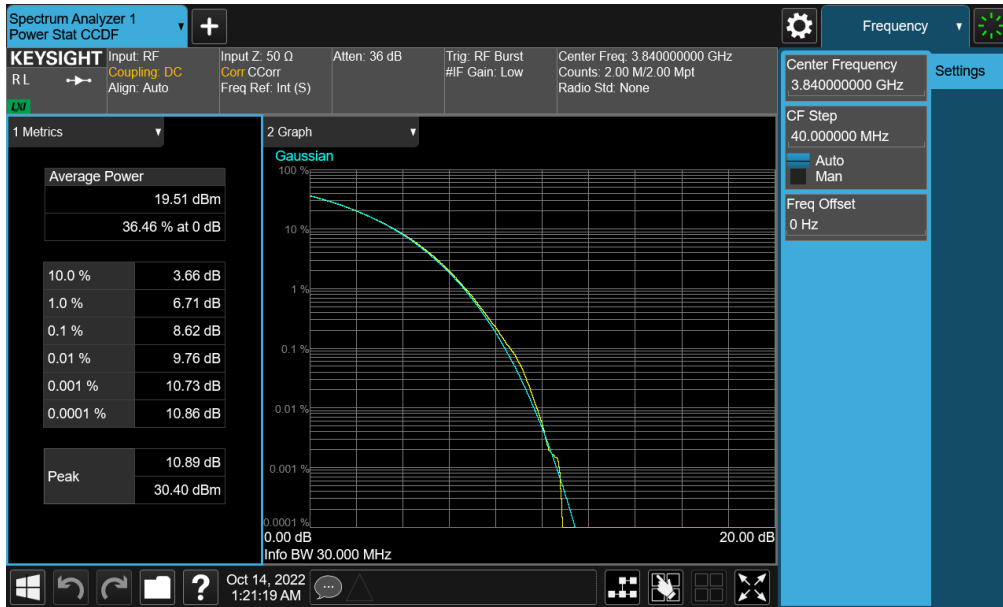 Spectrum Analyzer 1
Power Stat CCDF
Frequency
KEYSIGHT
R L
LXI
Input: RF
Coupling: DC
Align: Auto
Input Z: 50 Ω
Corr CCorr
Freq Ref: Int (S)
Atten: 36 dB
Trig: RF Burst
#IF Gain: Low
Center Freq: 3.840000000 GHz
Counts: 2.00 M/2.00 Mpt
Radio Std: None
Center Frequency
3.840000000 GHz
Settings
CF Step
40.000000 MHz
Auto
Man
Freq Offset
0 Hz
1 Metrics
Average Power
19.51 dBm
36.46 % at 0 dB
10.0 % 3.66 dB
1.0 % 6.71 dB
0.1 % 8.62 dB
0.01 % 9.76 dB
0.001 % 10.73 dB
0.0001 % 10.86 dB
Peak
10.89 dB
30.40 dBm
2 Graph
Gaussian
100 %
10 %
1 %
0.1 %
0.01 %
0.001 %
0.0001 %
0.00 dB 20.00 dB
Info BW 30.000 MHz
?
Oct 14, 2022
1:21:19 AM